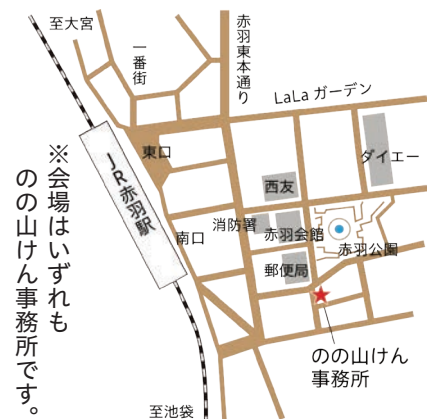 至大宮
一番街
赤羽東本通り
LaLa ガーデン
東口
JR赤羽駅
西友
ダイエー
南口
消防署
赤羽会館
赤羽公園
郵便局
※会場はいずれも
のの山けん事務所です。
のの山けん
事務所
至池袋